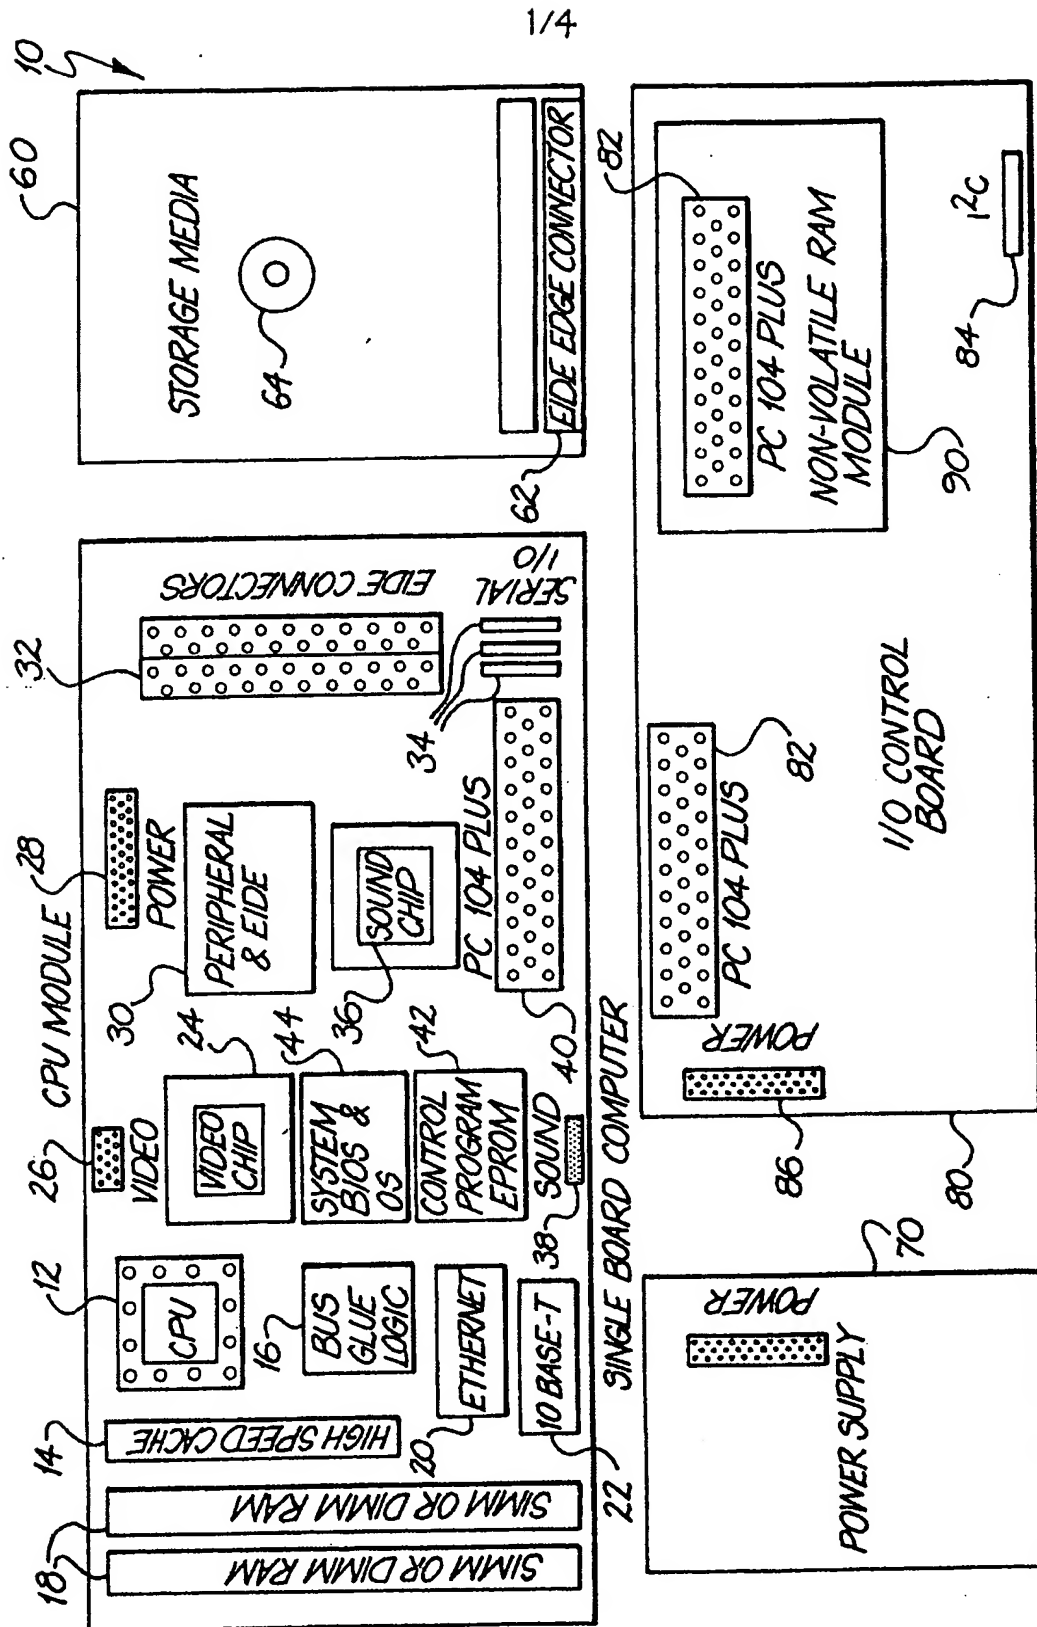 1/4
10
CPU MODULE
18
14
12
26
28
32
60
SIMM OR DIMM RAM
SIMM OR DIMM RAM
HIGH SPEED CACHE
CPU
16
BUS
GLUE
LOGIC
20
ETHERNET
22
10 BASE-T
VIDEO
24
VIDEO
CHIP
44
SYSTEM
BIOS &
OS
42
CONTROL
PROGRAM
EPROM
38
SOUND
POWER
30
PERIPHERAL
& EIDE
36
SOUND
CHIP
40
PC 104 PLUS
34
EIDE CONNECTORS
SERIAL
I/O
SINGLE BOARD COMPUTER
STORAGE MEDIA
64
62
EIDE EDGE CONNECTOR
70
POWER
POWER SUPPLY
80
86
POWER
82
PC 104 PLUS
I/O CONTROL
BOARD
82
PC 104 PLUS
NON-VOLATILE RAM
MODULE
90
84
I2C